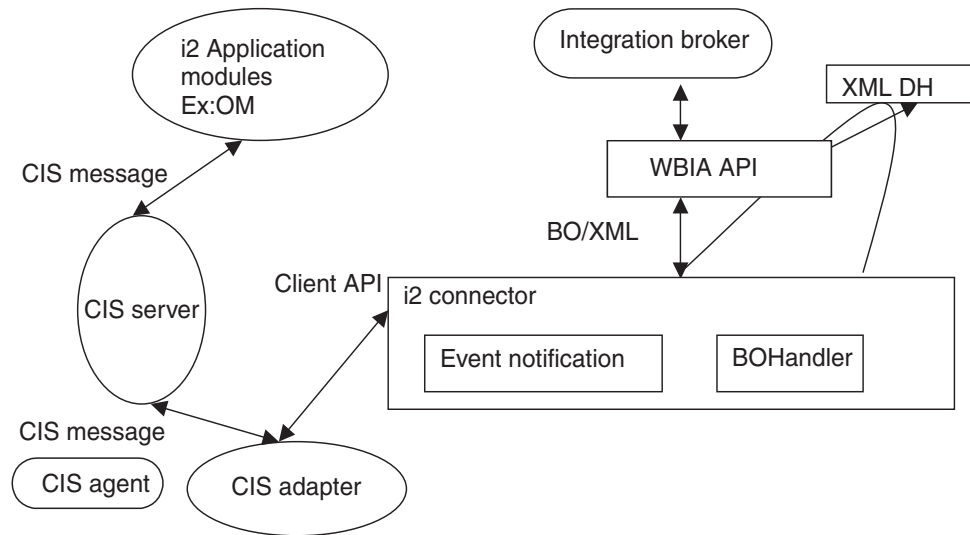 i2 Application
modules
Ex:OM
Integration broker
XML DH
CIS message
WBIA API
BO/XML
Client API
i2 connector
CIS server
Event notification
BOHandler
CIS message
CIS agent
CIS adapter